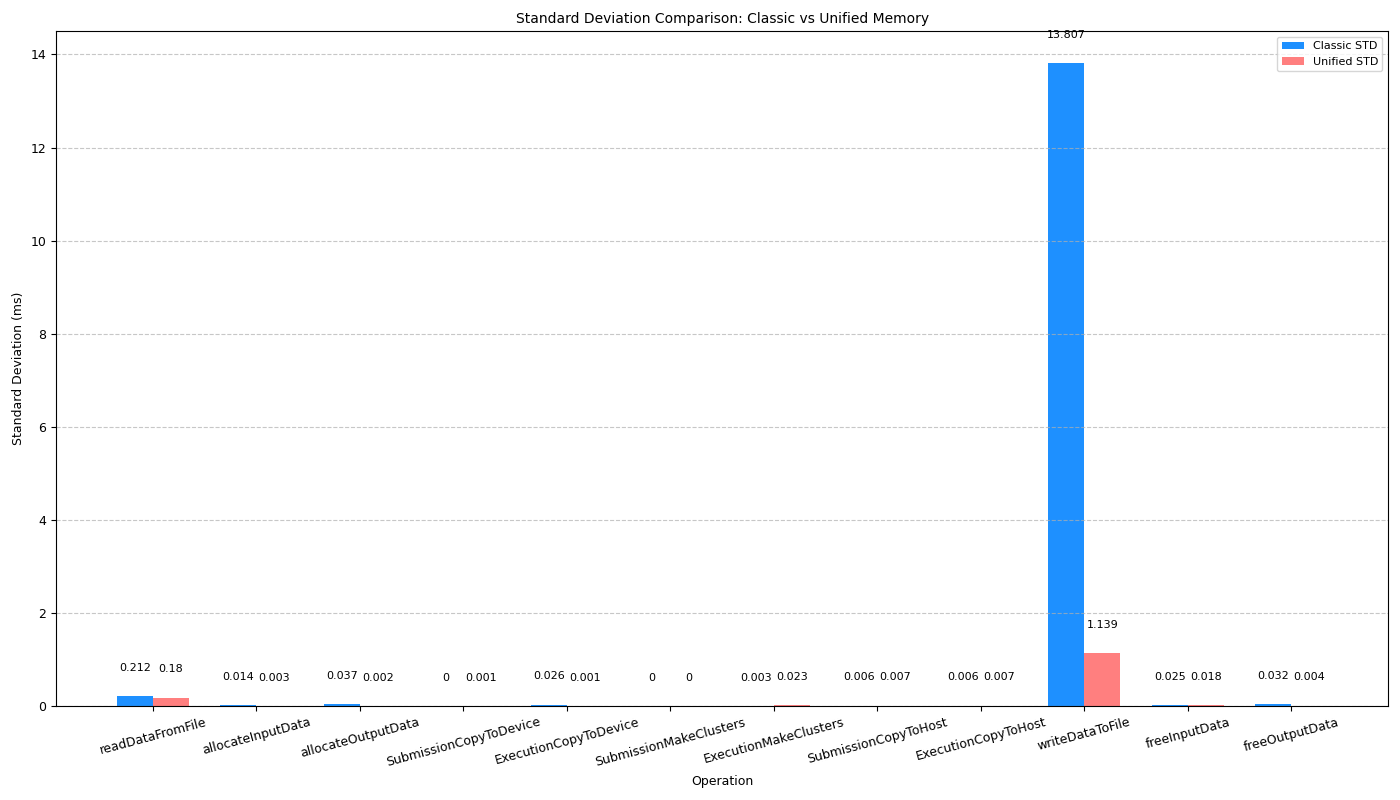 Standard Deviation Comparison: Classic vs Unified Memory
Classic STD
Unified STD
Standard Deviation (ms)
14
12
10
8
6
4
2
0
13.807
1.139
0.212 0.18
0.014 0.003
0.037 0.002
0 0.001
0.026 0.001
0 0
0.003 0.023
0.006 0.007
0.006 0.007
0.025 0.018
0.032 0.004
readDataFromFile
allocateInputData
allocateOutputData
SubmissionCopyToDevice
ExecutionCopyToDevice
SubmissionMakeClusters
ExecutionMakeClusters
SubmissionCopyToHost
ExecutionCopyToHost
writeDataToFile
freeInputData
freeOutputData
Operation